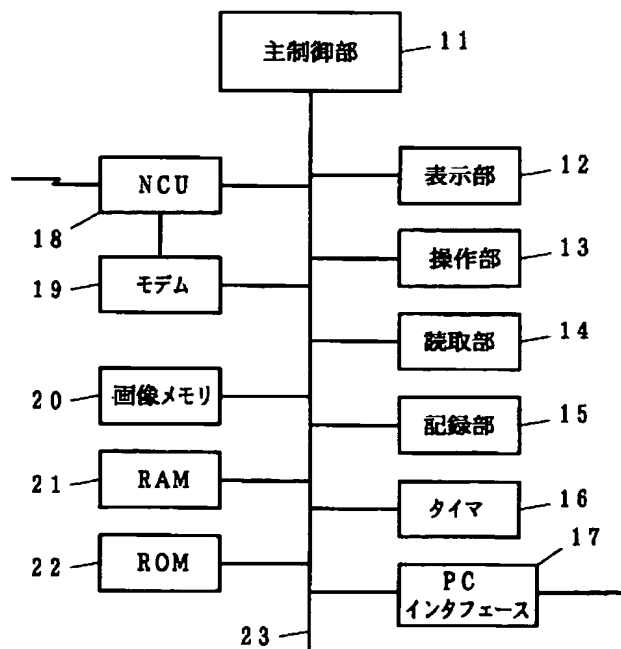 主制御部
11
NCU
18
表示部
12
モデム
19
操作部
13
読取部
14
画像メモリ
20
記録部
15
RAM
21
タイマ
16
ROM
22
PC
インタフェース
17
23